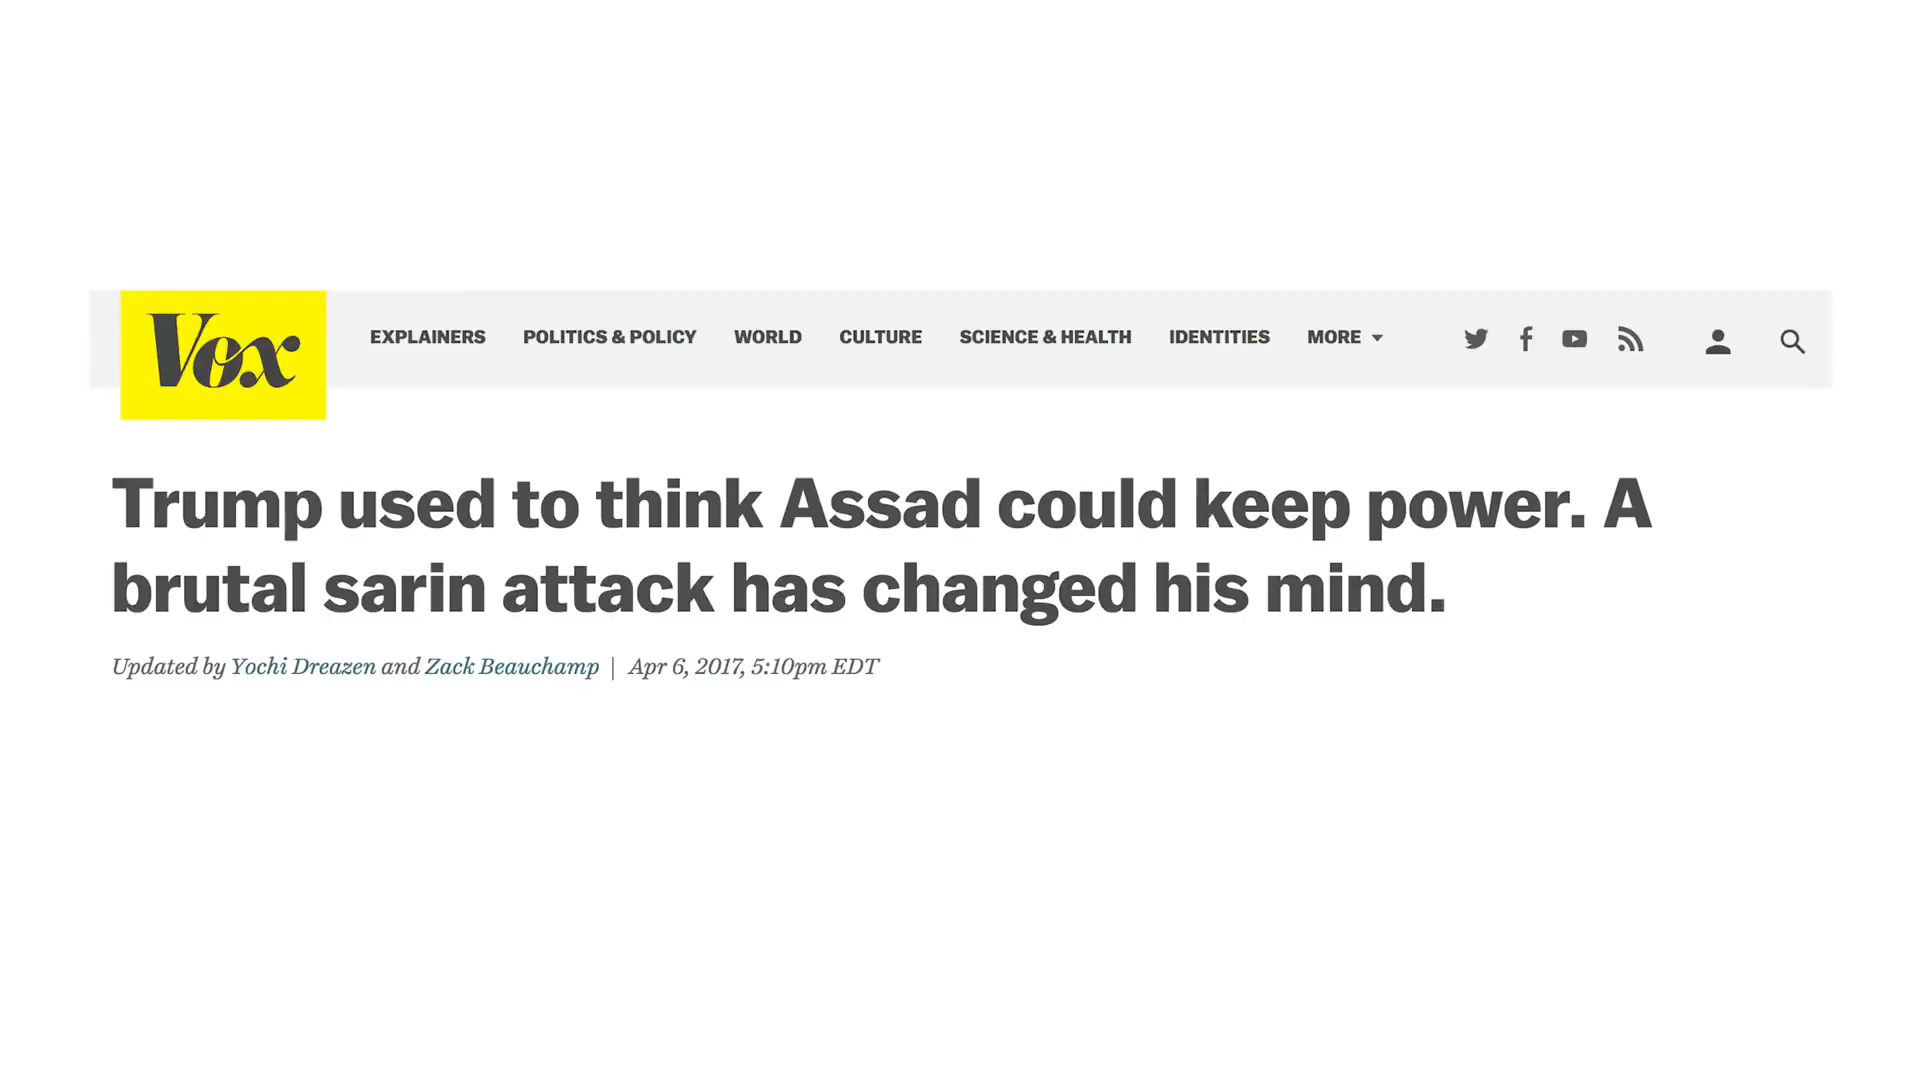 Vox
EXPLAINERS POLITICS & POLICY WORLD CULTURE SCIENCE & HEALTH IDENTITIES MORE
Trump used to think Assad could keep power. A
brutal sarin attack has changed his mind.
Updated by Yochi Dreazen and Zack Beauchamp | Apr 6, 2017, 5:10pm EDT